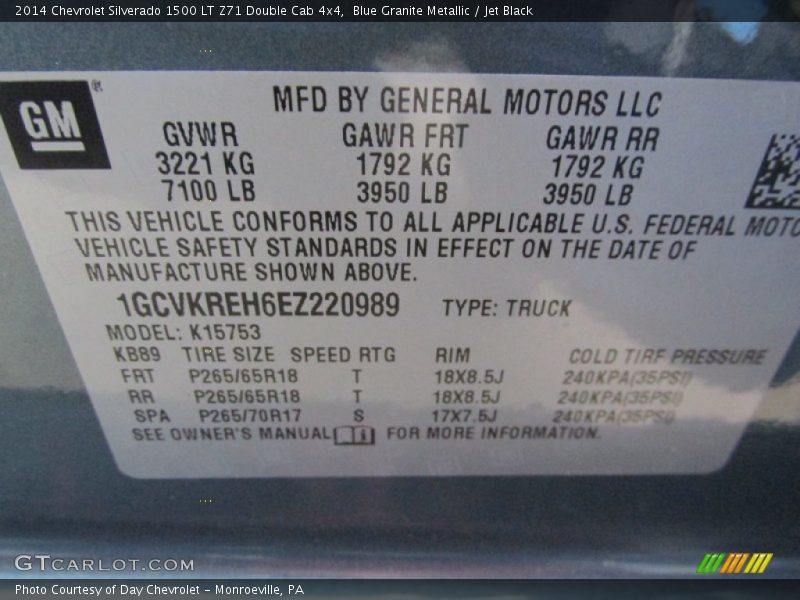 2014 Chevrolet Silverado 1500 LT Z71 Double Cab 4x4,  Blue Granite Metallic / Jet Black
GM
MFD BY GENERAL MOTORS LLC
GVWR GAWR FRT GAWR RR
3221 KG 1792 KG 1792 KG
7100 LB 3950 LB 3950 LB
THIS VEHICLE CONFORMS TO ALL APPLICABLE U.S. FEDERAL MOTO
VEHICLE SAFETY STANDARDS IN EFFECT ON THE DATE OF
MANUFACTURE SHOWN ABOVE.
1GCVKREH6EZ220989 TYPE: TRUCK
MODEL: K15753
KB89 TIRE SIZE SPEED RTG RIM COLD TIRE PRESSURE
FRT P265/65R18 T 18X8.5J 240KPA(35PSI)
RR P265/65R18 T 18X8.5J 240KPA(35PSI)
SPA P265/70R17 S 17X7.5J 240KPA(35PSI)
SEE OWNER'S MANUAL FOR MORE INFORMATION.
GTCARLOT.COM
Photo Courtesy of Day Chevrolet - Monroeville, PA